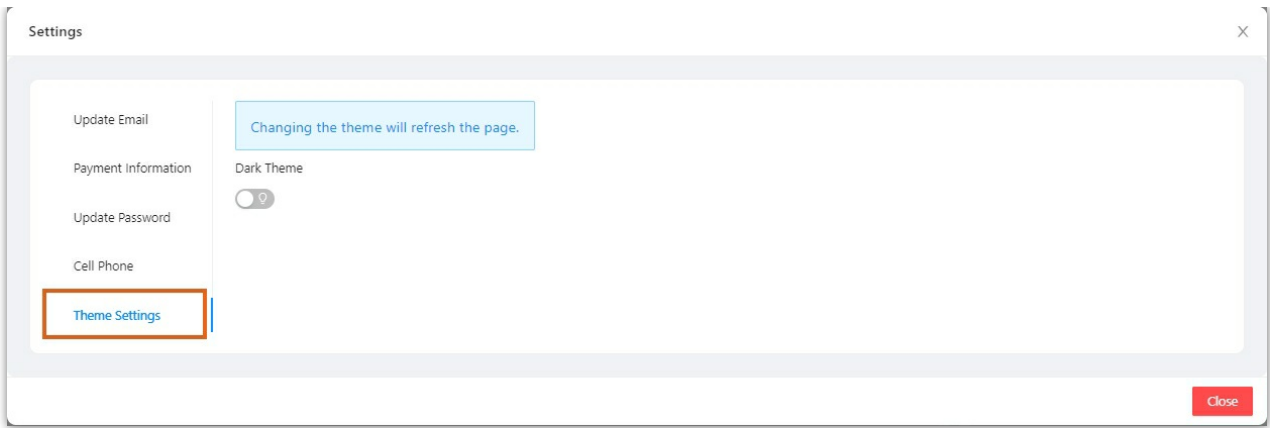 Settings
Update Email
Payment Information
Update Password
Cell Phone
Theme Settings
Changing the theme will refresh the page.
Dark Theme
Close